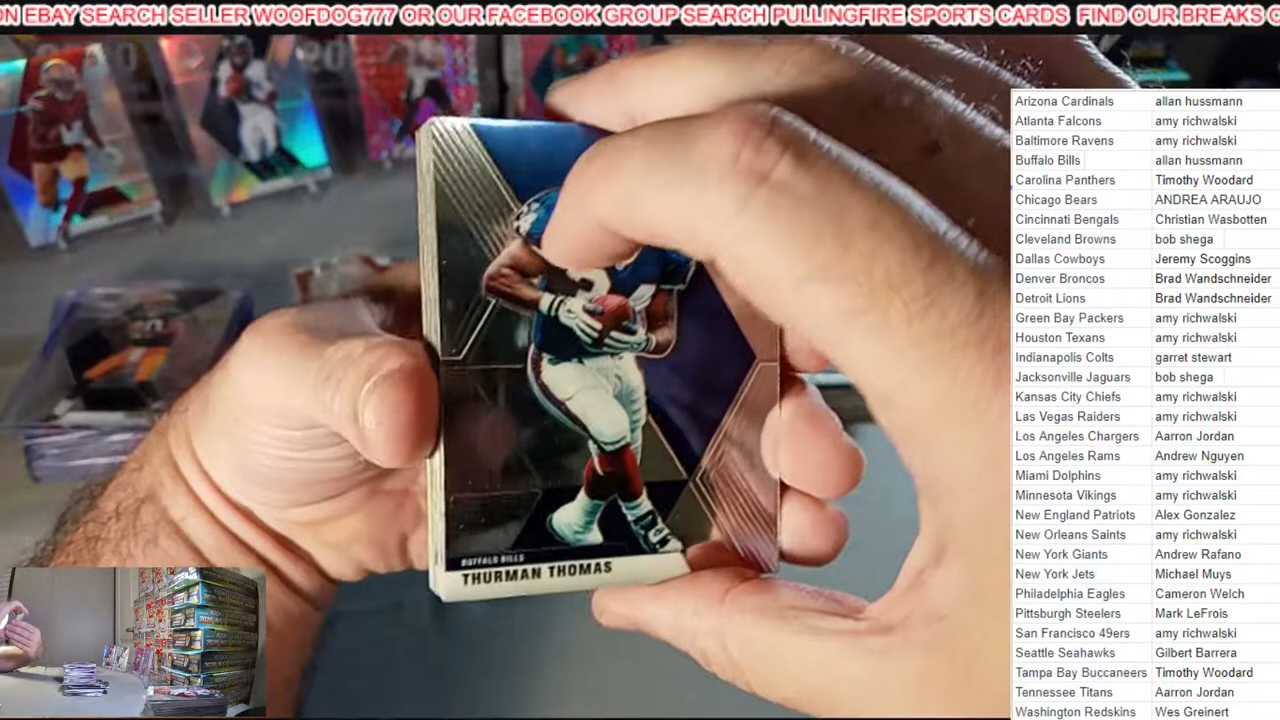 ON EBAY SEARCH SELLER WOOFDOG777 OR OUR FACEBOOK GROUP SEARCH PULLINGFIRE SPORTS CARDS FIND OUR BREAKS
Arizona Cardinals allan hussmann
Atlanta Falcons amy richwalski
Baltimore Ravens amy richwalski
Buffalo Bills allan hussmann
Carolina Panthers Timothy Woodard
Chicago Bears ANDREA ARAUJO
Cincinnati Bengals Christian Wasbotten
Cleveland Browns bob shega
Dallas Cowboys Jeremy Scoggins
Denver Broncos Brad Wandschneider
Detroit Lions Brad Wandschneider
Green Bay Packers amy richwalski
Houston Texans amy richwalski
Indianapolis Colts garret stewart
Jacksonville Jaguars bob shega
Kansas City Chiefs amy richwalski
Las Vegas Raiders amy richwalski
Los Angeles Chargers Aarron Jordan
Los Angeles Rams Andrew Nguyen
Miami Dolphins amy richwalski
Minnesota Vikings amy richwalski
New England Patriots Alex Gonzalez
New Orleans Saints amy richwalski
New York Giants Andrew Rafano
New York Jets Michael Muys
Philadelphia Eagles Cameron Welch
Pittsburgh Steelers Mark LeFrois
San Francisco 49ers amy richwalski
Seattle Seahawks Gilbert Barrera
Tampa Bay Buccaneers Timothy Woodard
Tennessee Titans Aarron Jordan
Washington Redskins Wes Greinert
BUFFALO BILLS
THURMAN THOMAS